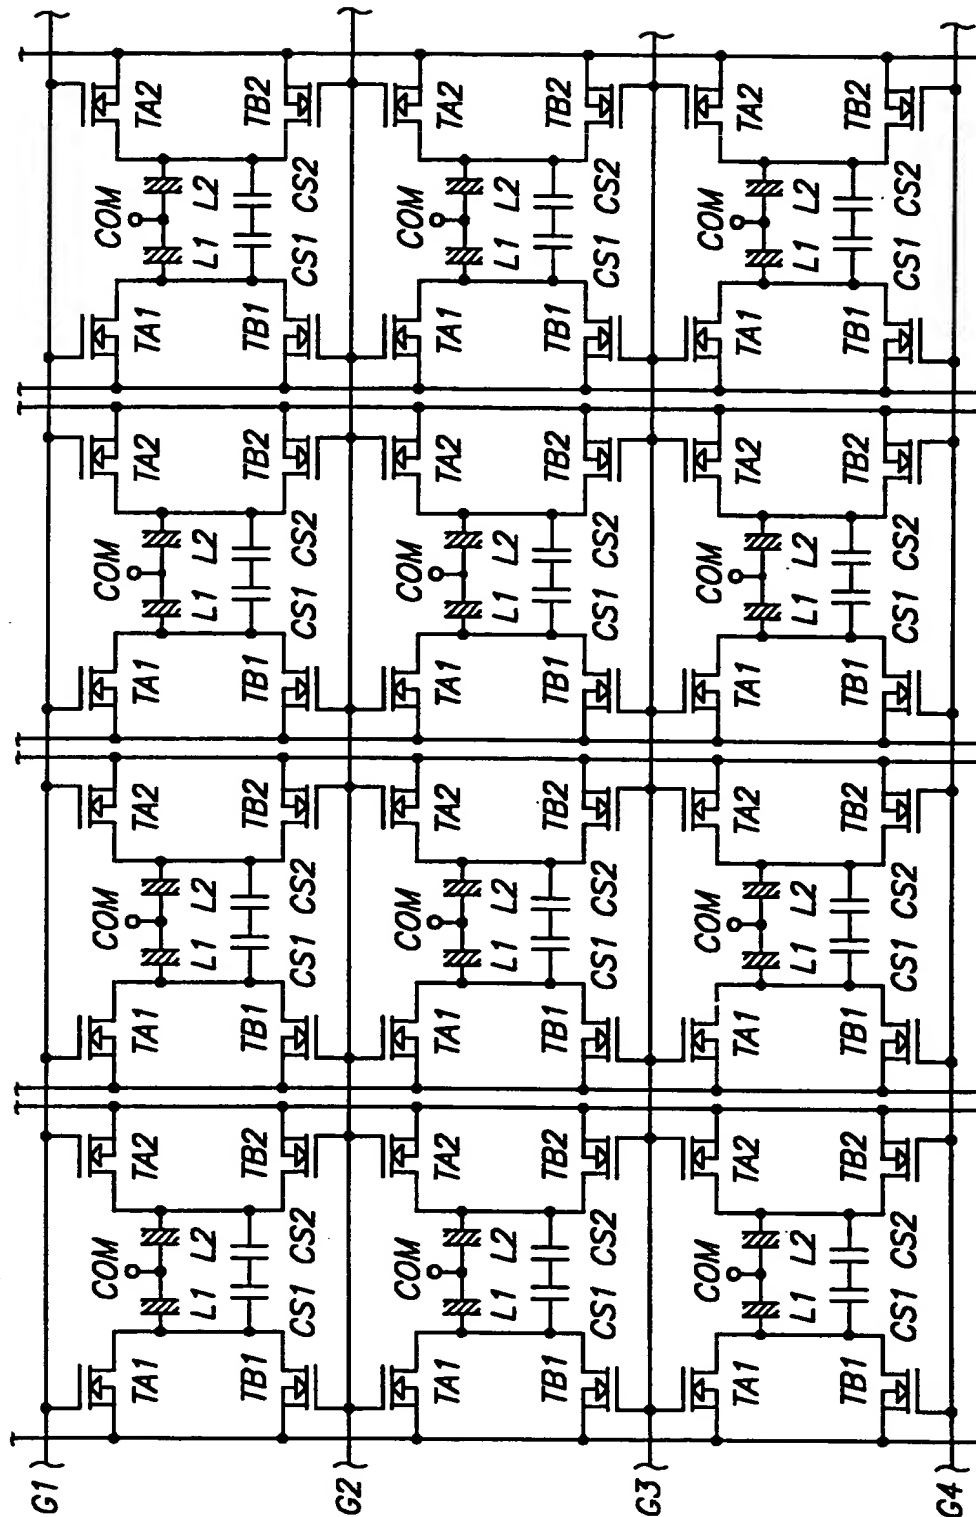 G1
COM COM COM COM
TA1 TA2 TA1 TA2 TA1 TA2 TA1 TA2
L1 L2 L1 L2 L1 L2 L1 L2
TB1 TB2 TB1 TB2 TB1 TB2 TB1 TB2
CS1 CS2 CS1 CS2 CS1 CS2 CS1 CS2
G2
COM COM COM COM
TA1 TA2 TA1 TA2 TA1 TA2 TA1 TA2
L1 L2 L1 L2 L1 L2 L1 L2
TB1 TB2 TB1 TB2 TB1 TB2 TB1 TB2
CS1 CS2 CS1 CS2 CS1 CS2 CS1 CS2
G3
COM COM COM COM
TA1 TA2 TA1 TA2 TA1 TA2 TA1 TA2
L1 L2 L1 L2 L1 L2 L1 L2
TB1 TB2 TB1 TB2 TB1 TB2 TB1 TB2
CS1 CS2 CS1 CS2 CS1 CS2 CS1 CS2
G4